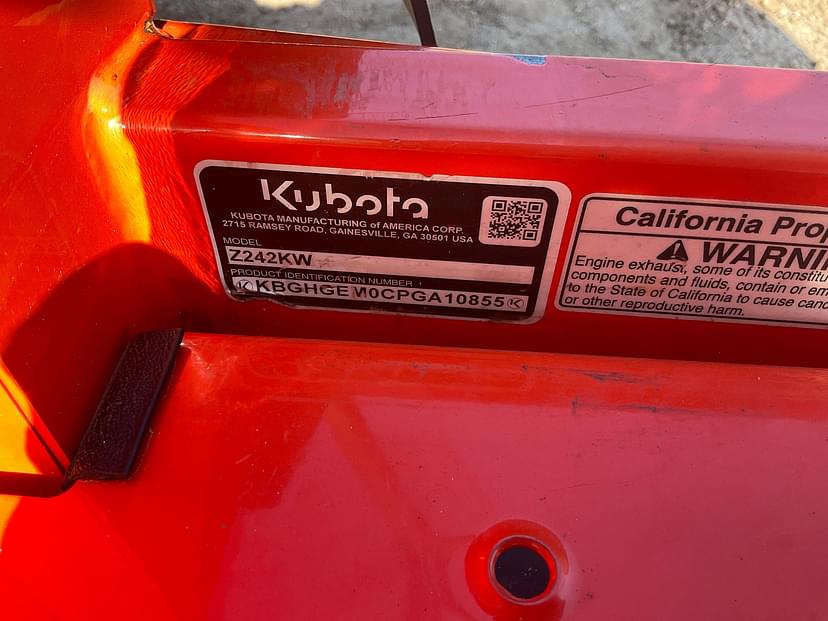 Kubota
KUBOTA MANUFACTURING of AMERICA CORP.
2715 RAMSEY ROAD, GAINESVILLE, GA 30501 USA
MODEL
Z242KW
PRODUCT IDENTIFICATION NUMBER
KBGHGEM0CPGA10855
California Prop
WARNIN
Engine exhaust, some of its constitu
components and fluids, contain or em
to the State of California to cause canc
or other reproductive harm.